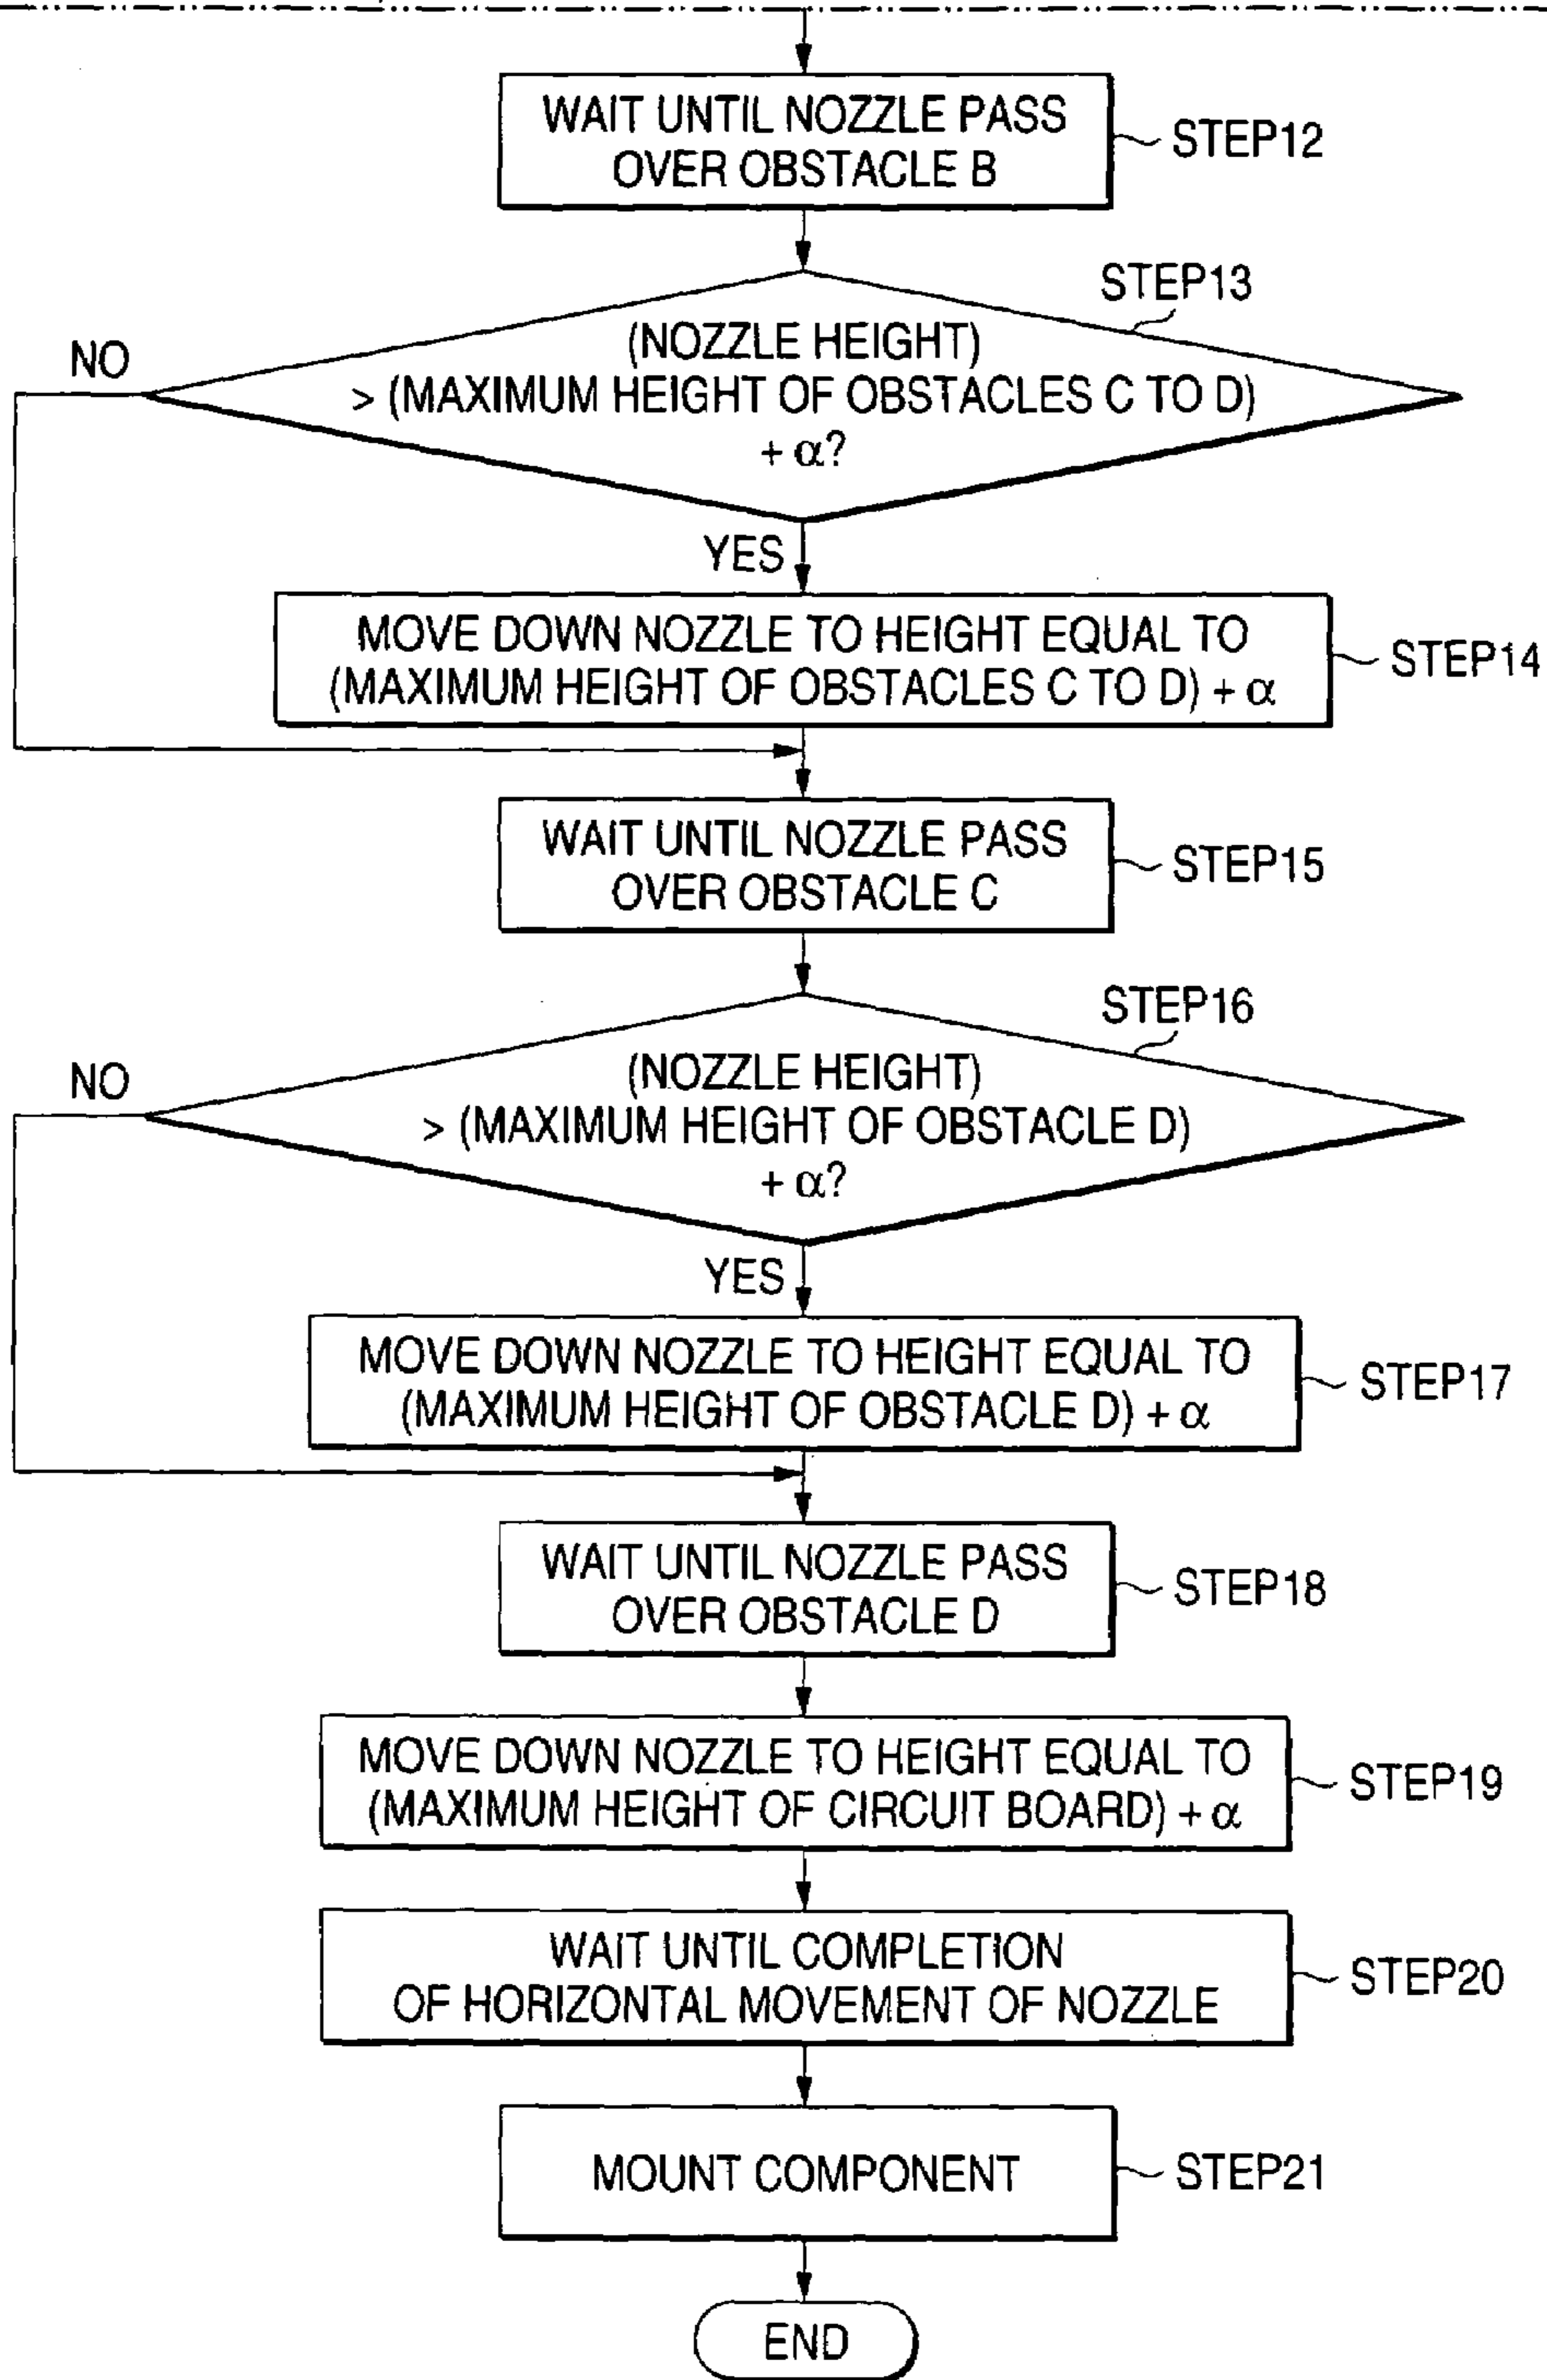 WAIT UNTIL NOZZLE PASS
OVER OBSTACLE B
STEP12
STEP13
(NOZZLE HEIGHT)
> (MAXIMUM HEIGHT OF OBSTACLES C TO D)
+ α?
NO
YES
MOVE DOWN NOZZLE TO HEIGHT EQUAL TO
(MAXIMUM HEIGHT OF OBSTACLES C TO D) + α
STEP14
WAIT UNTIL NOZZLE PASS
OVER OBSTACLE C
STEP15
STEP16
(NOZZLE HEIGHT)
> (MAXIMUM HEIGHT OF OBSTACLE D)
+ α?
NO
YES
MOVE DOWN NOZZLE TO HEIGHT EQUAL TO
(MAXIMUM HEIGHT OF OBSTACLE D) + α
STEP17
WAIT UNTIL NOZZLE PASS
OVER OBSTACLE D
STEP18
MOVE DOWN NOZZLE TO HEIGHT EQUAL TO
(MAXIMUM HEIGHT OF CIRCUIT BOARD) + α
STEP19
WAIT UNTIL COMPLETION
OF HORIZONTAL MOVEMENT OF NOZZLE
STEP20
MOUNT COMPONENT
STEP21
END